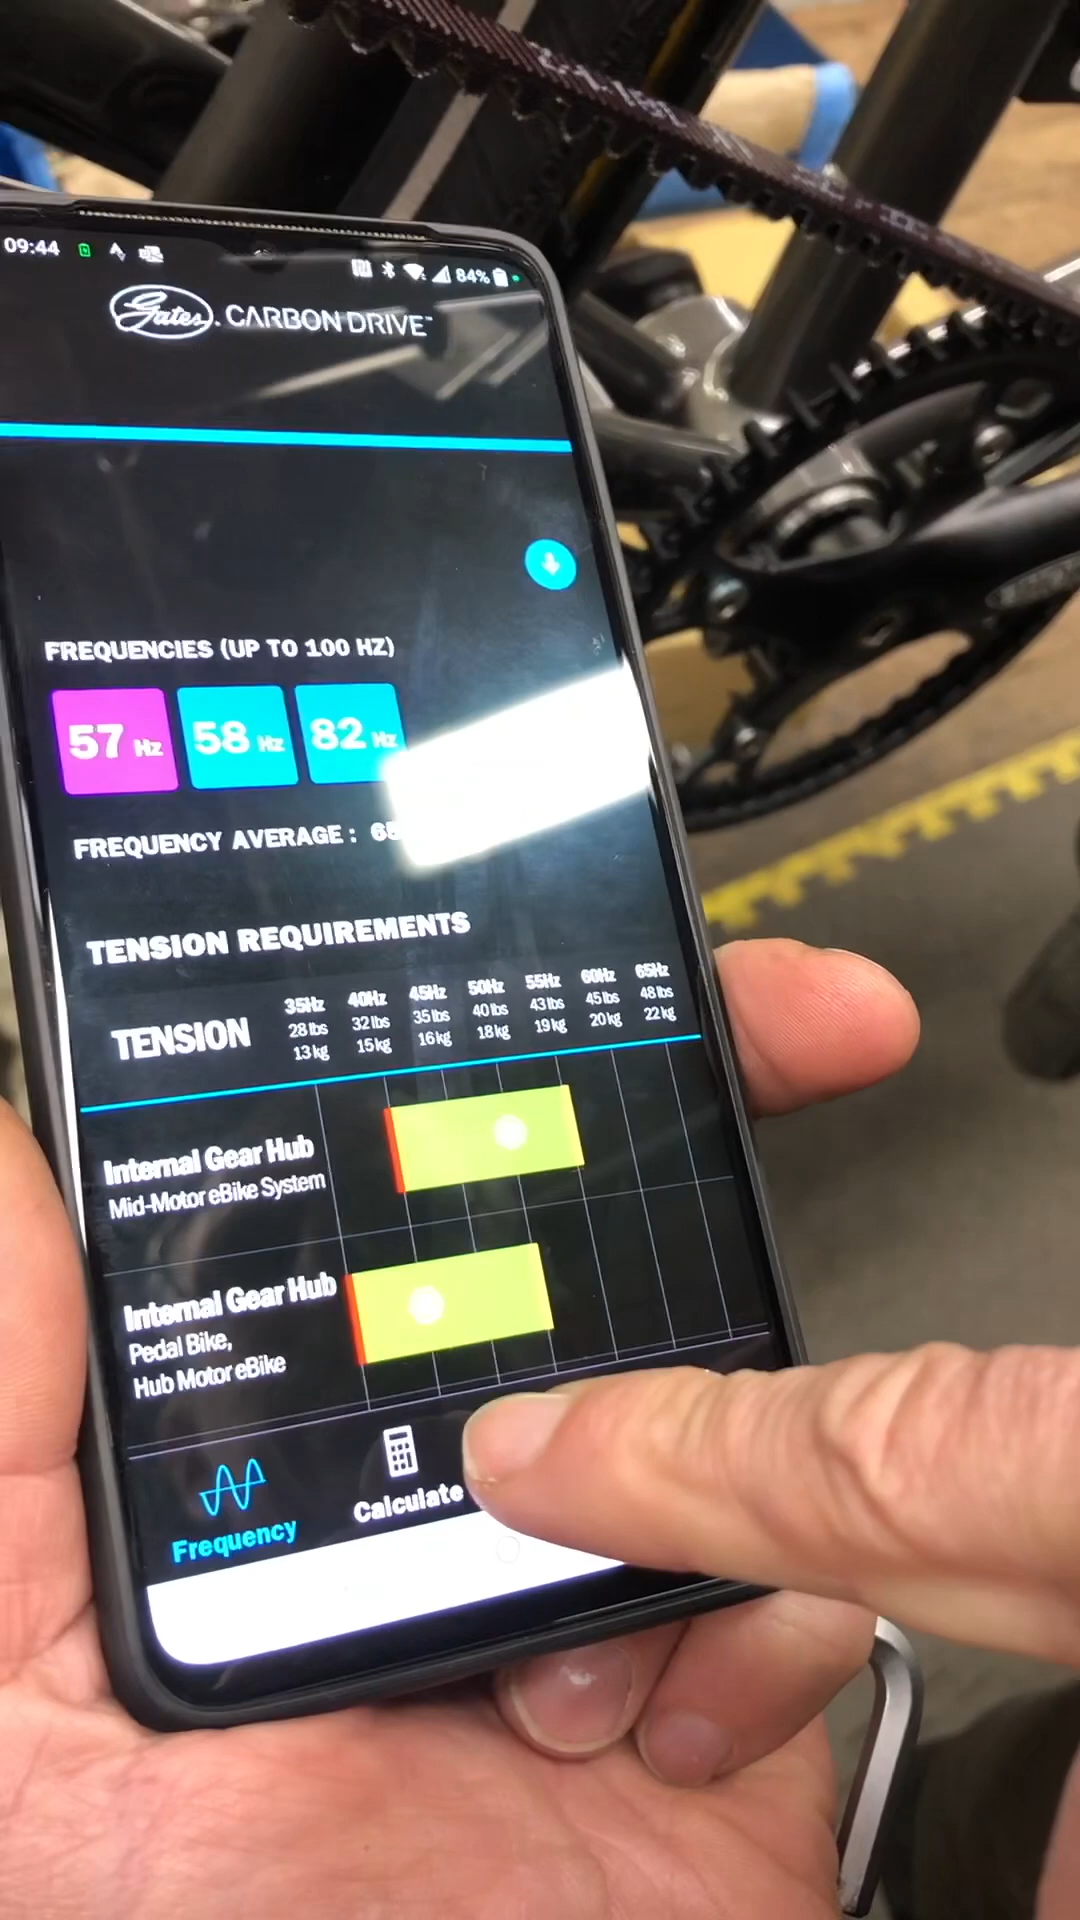 09:44
84%
Gates. CARBON DRIVE™
FREQUENCIES (UP TO 100 HZ)
57 Hz 58 Hz 82 Hz
FREQUENCY AVERAGE :
TENSION REQUIREMENTS
TENSION
35Hz 40Hz 45Hz 50Hz 55Hz 60Hz 65Hz
28 lbs 32 lbs 35 lbs 40 lbs 43 lbs 45 lbs 48 lbs
13 kg 15 kg 16 kg 18 kg 19 kg 20 kg 22 kg
Internal Gear Hub
Mid-Motor eBike System
Internal Gear Hub
Pedal Bike,
Hub Motor eBike
Frequency
Calculate